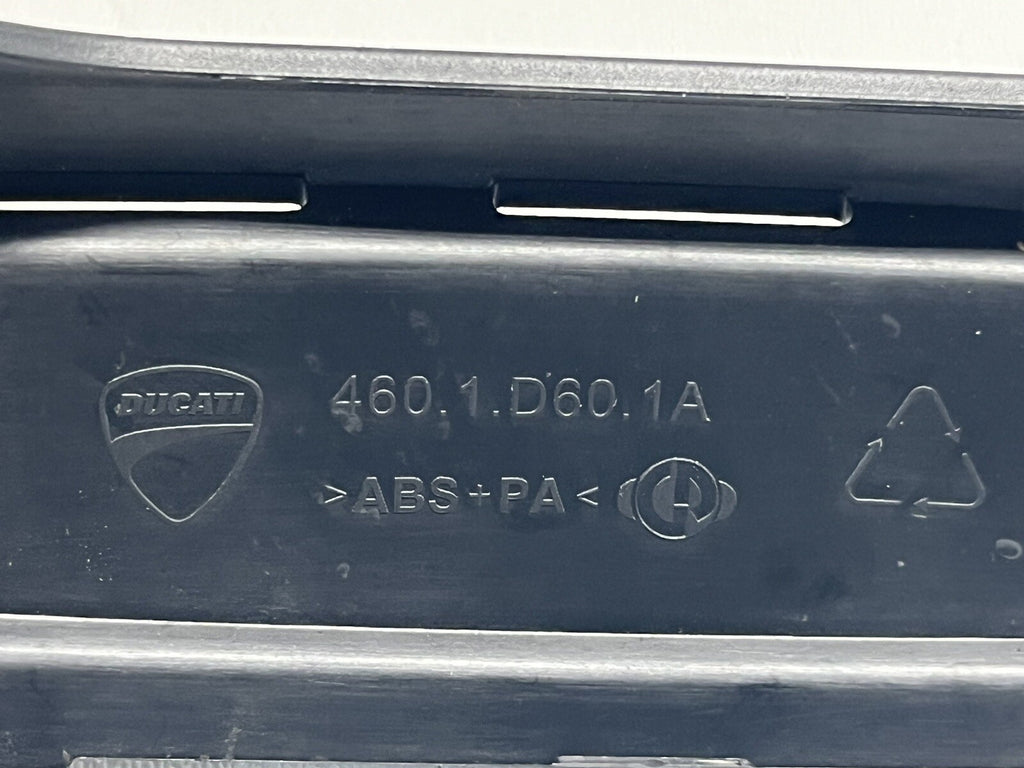 DUCATI
460.1.D60.1A
>ABS+PA<